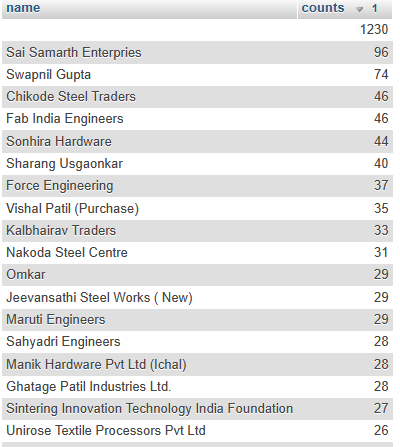 name counts 1
1230
Sai Samarth Enterpries 96
Swapnil Gupta 74
Chikode Steel Traders 46
Fab India Engineers 46
Sonhira Hardware 44
Sharang Usgaonkar 40
Force Engineering 37
Vishal Patil (Purchase) 35
Kalbhairav Traders 33
Nakoda Steel Centre 31
Omkar 29
Jeevansathi Steel Works ( New) 29
Maruti Engineers 29
Sahyadri Engineers 28
Manik Hardware Pvt Ltd (Ichal) 28
Ghatage Patil Industries Ltd. 28
Sintering Innovation Technology India Foundation 27
Unirose Textile Processors Pvt Ltd 26